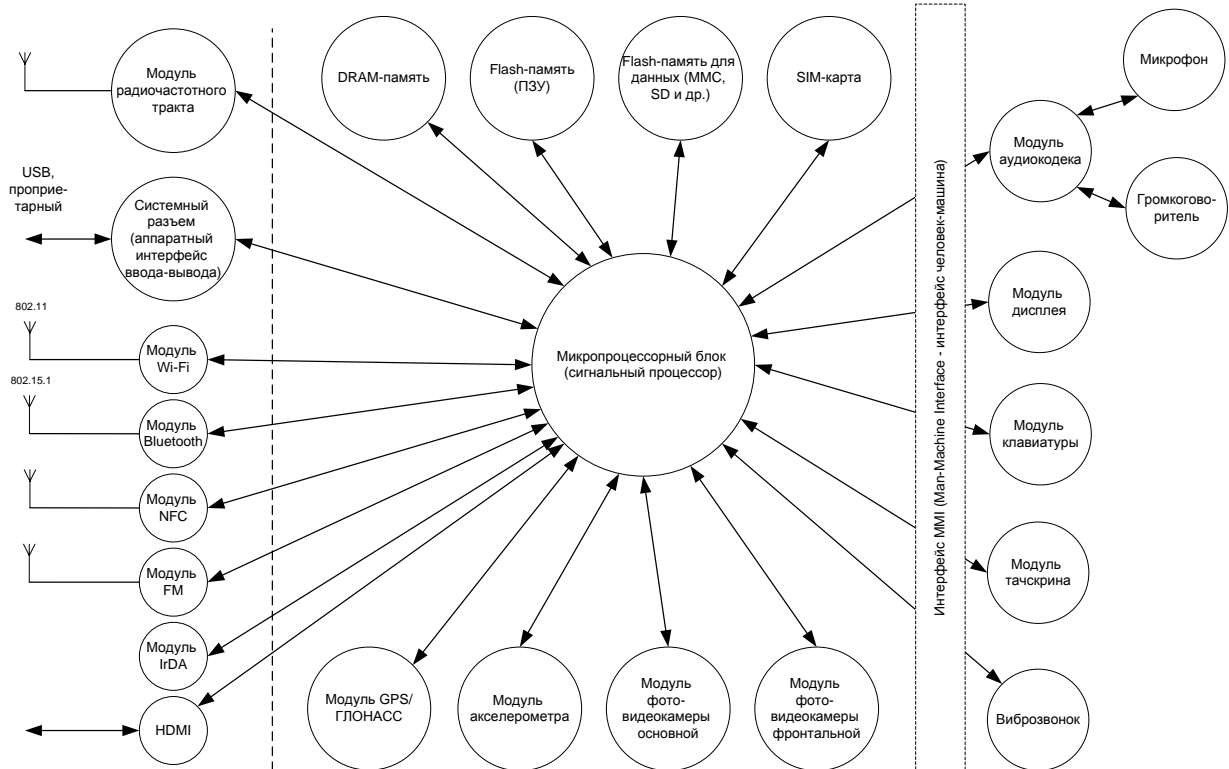 Модуль
радиочастотного
тракта
USB,
проприе-
тарный
Системный
разъем
(аппаратный
интерфейс
ввода-вывода)
802.11
Модуль
Wi-Fi
802.15.1
Модуль
Bluetooth
Модуль
NFC
Модуль
FM
Модуль
IrDA
HDMI
DRAM-память
Flash-память
(ПЗУ)
Flash-память для
данных (MMC,
SD и др.)
SIM-карта
Микропроцессорный блок
(сигнальный процессор)
Модуль GPS/
ГЛОНАСС
Модуль
акселерометра
Модуль
фото-
видеокамеры
основной
Модуль
фото-
видеокамеры
фронтальной
Интерфейс MMI (Man-Machine Interface - интерфейс человек-машина)
Микрофон
Модуль
аудиокодека
Громкогово-
ритель
Модуль
дисплея
Модуль
клавиатуры
Модуль
тачскрина
Виброзвонок